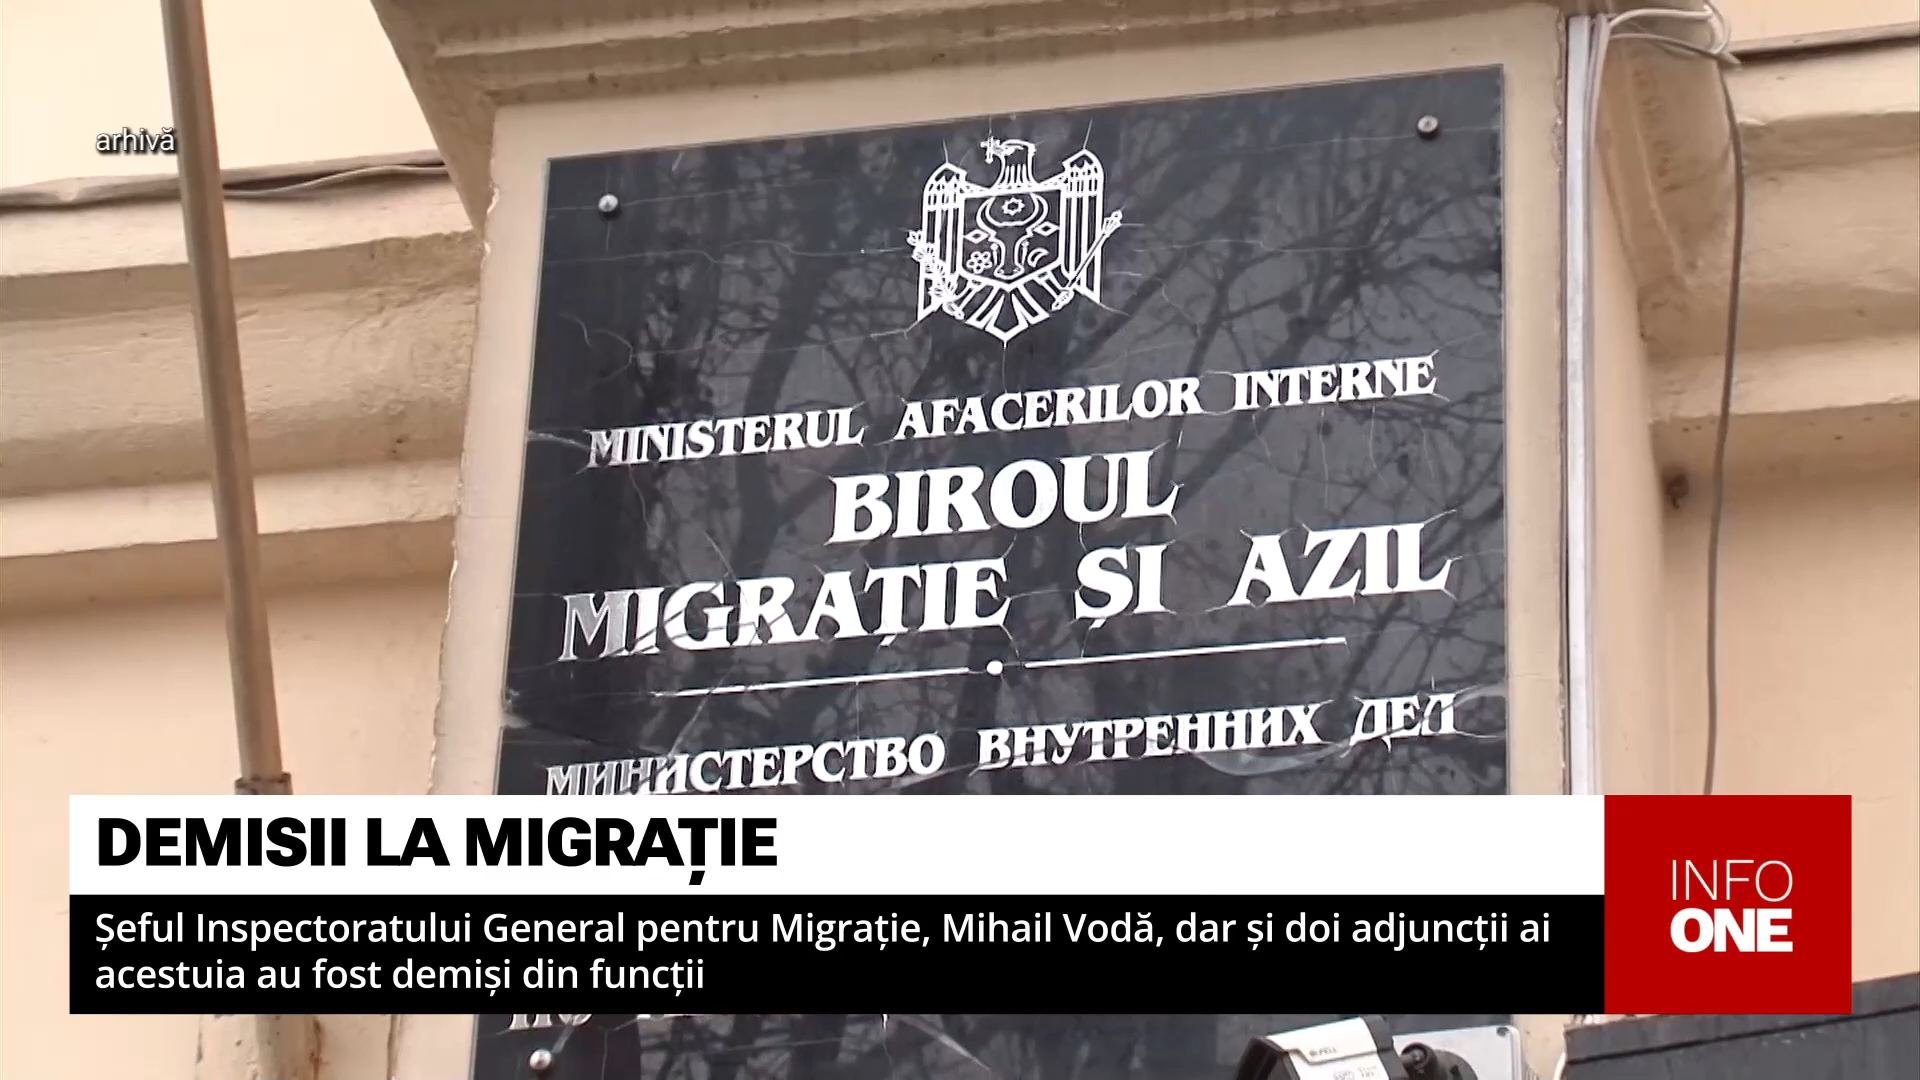 arhivă
MINISTERUL AFACERILOR INTERNE
BIROUL
MIGRAȚIE ȘI AZIL
МИНИСТЕРСТВО ВНУТРЕННИХ ДЕЛ
DEMISII LA MIGRAȚIE
Șeful Inspectoratului General pentru Migrație, Mihail Vodă, dar și doi adjuncții ai
acestuia au fost demiși din funcții
INFO
ONE